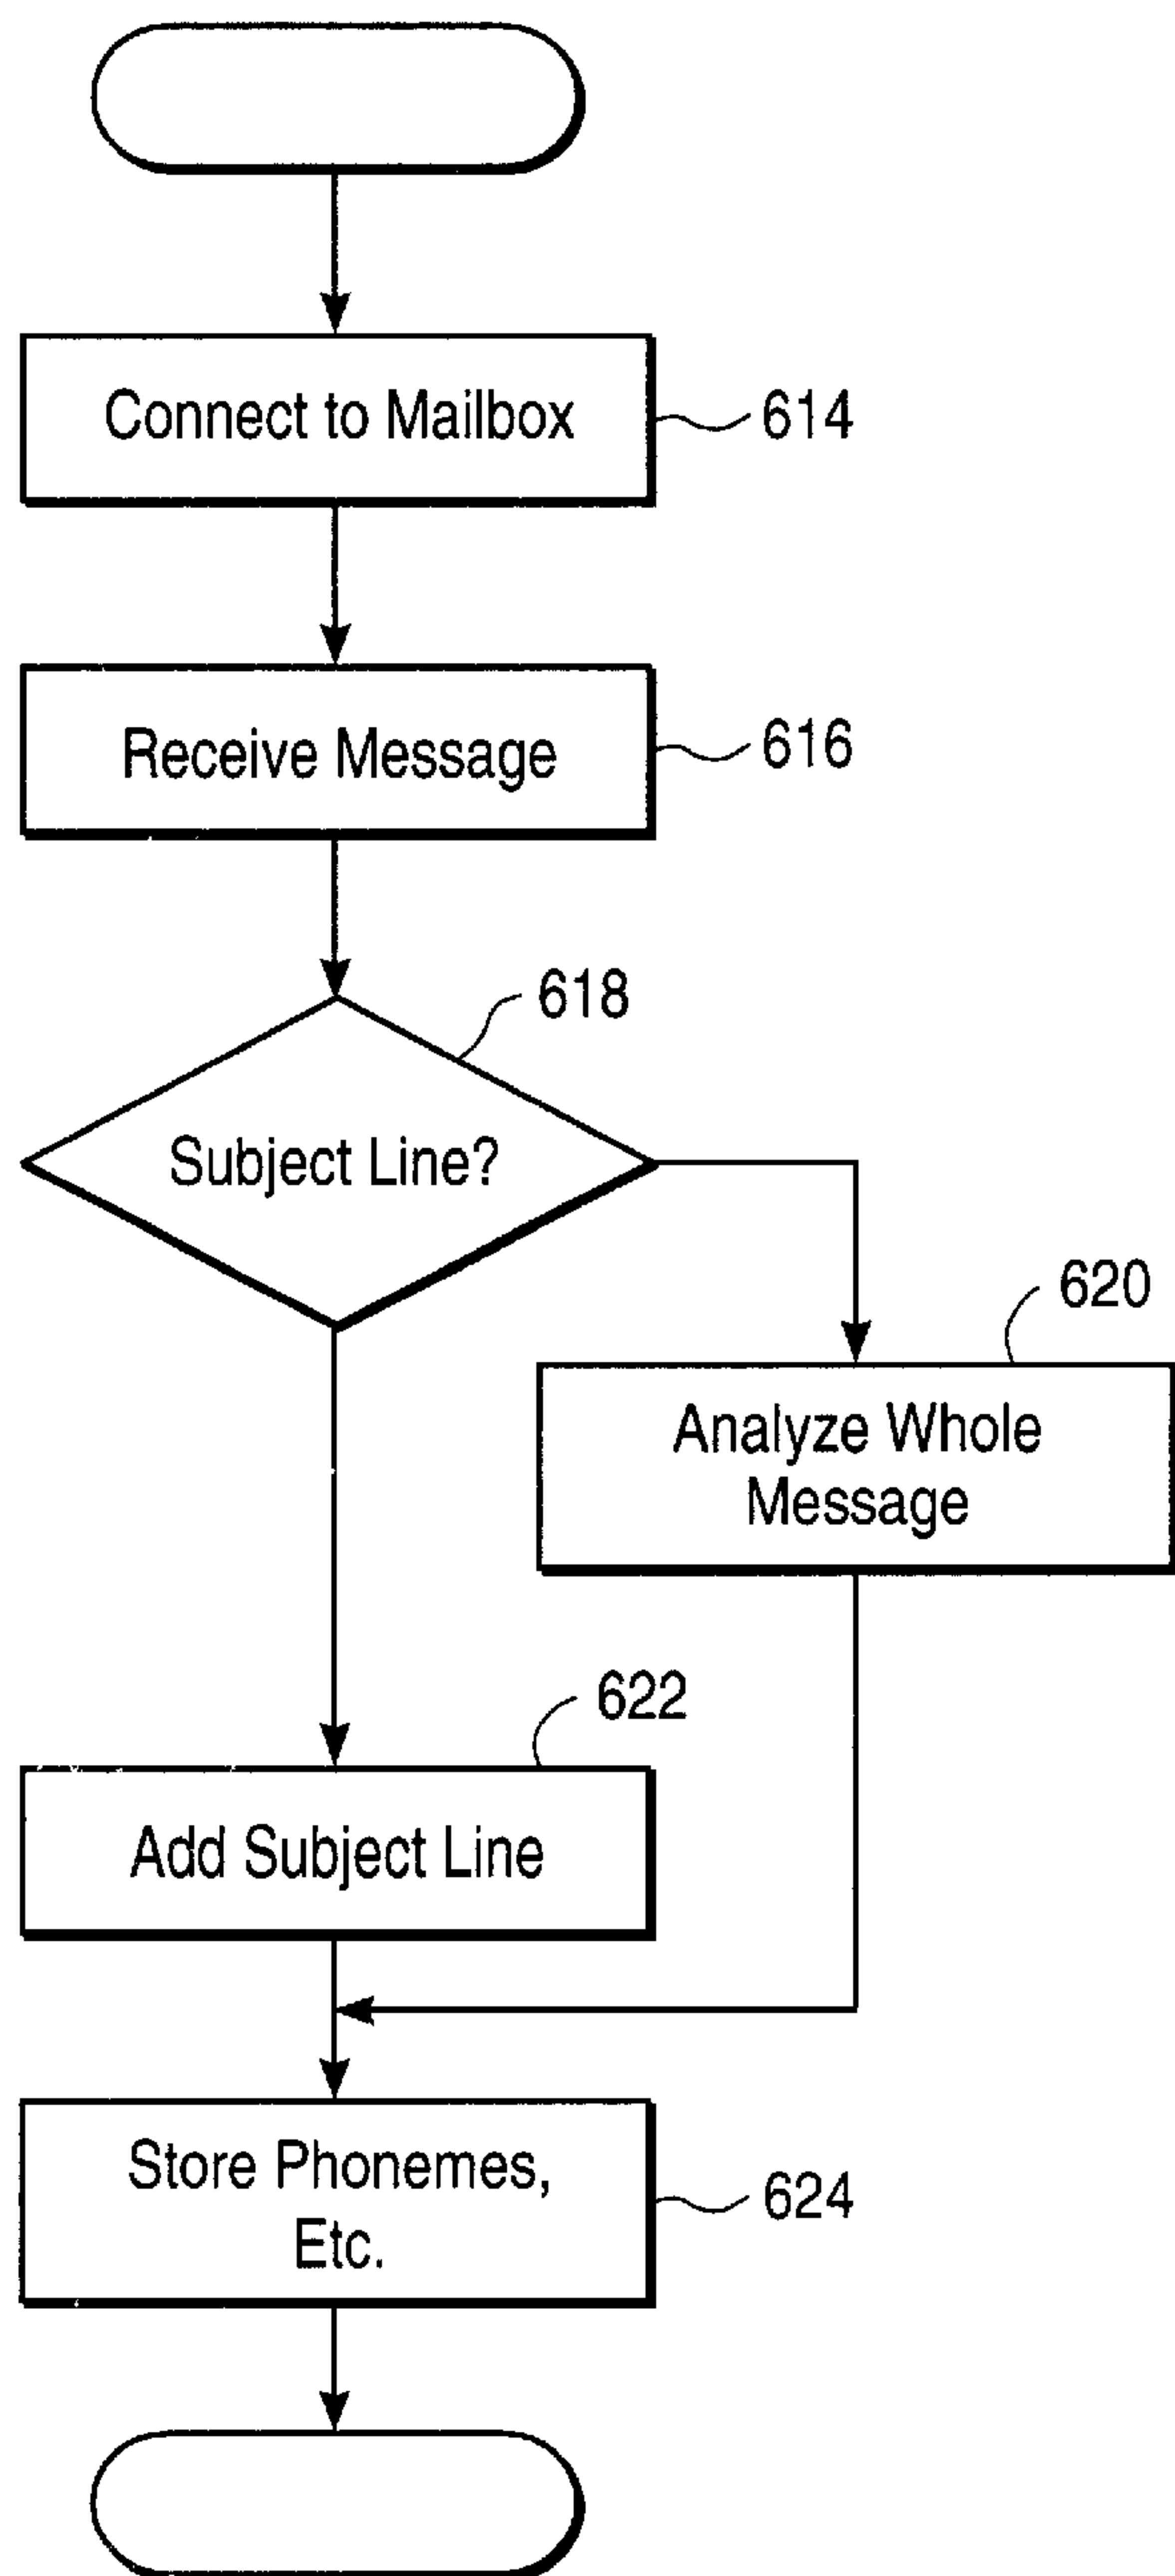 Connect to Mailbox
614
Receive Message
616
618
Subject Line?
620
Analyze Whole
Message
622
Add Subject Line
Store Phonemes,
Etc.
624